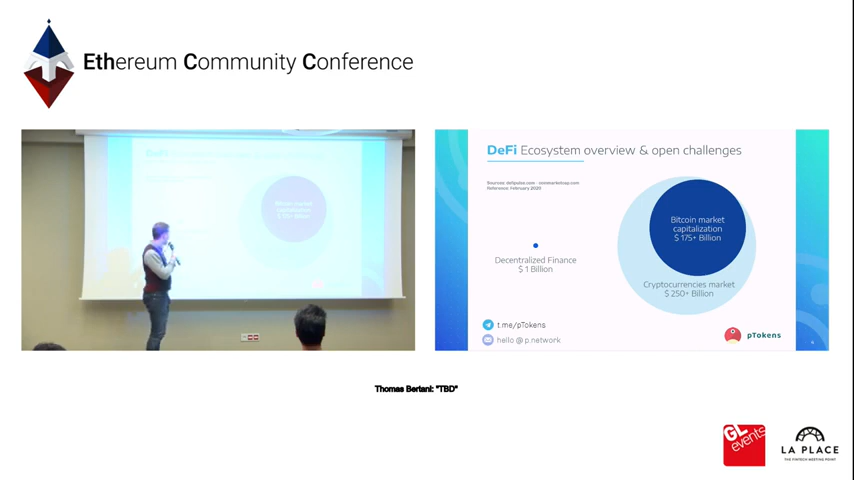 Ethereum Community Conference
DeFi Ecosystem overview & open challenges
Sources: defipulse.com - coinmarketcap.com
Reference: February 2020
Bitcoin market
capitalization
$ 175+ Billion
Decentralized Finance
$ 1 Billion
Cryptocurrencies market
$ 250+ Billion
t.me/pTokens
hello @ p.network
pTokens
Thomas Bertani: "TBD"
GL
events
LA PLACE
THE FINTECH MEETING POINT